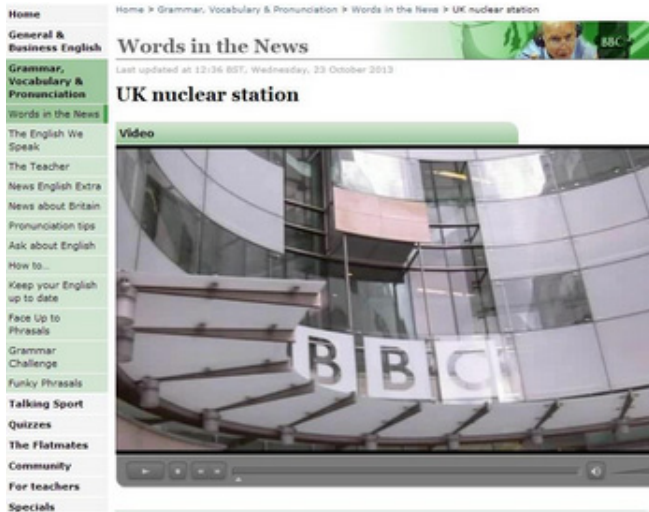 Home
General &
Business English
Grammar,
Vocabulary &
Pronunciation
Words in the News
The English We
Speak
The Teacher
News English Extra
News about Britain
Pronunciation tips
Ask about English
How to...
Keep your English
up to date
Face Up to
Phrasals
Grammar
Challenge
Funky Phrasals
Talking Sport
Quizzes
The Flatmates
Community
For teachers
Specials
Home > Grammar, Vocabulary & Pronunciation > Words in the News > UK nuclear station
Words in the News
BBC
Last updated at 12:36 BST, Wednesday, 23 October 2013
UK nuclear station
Video
BBC